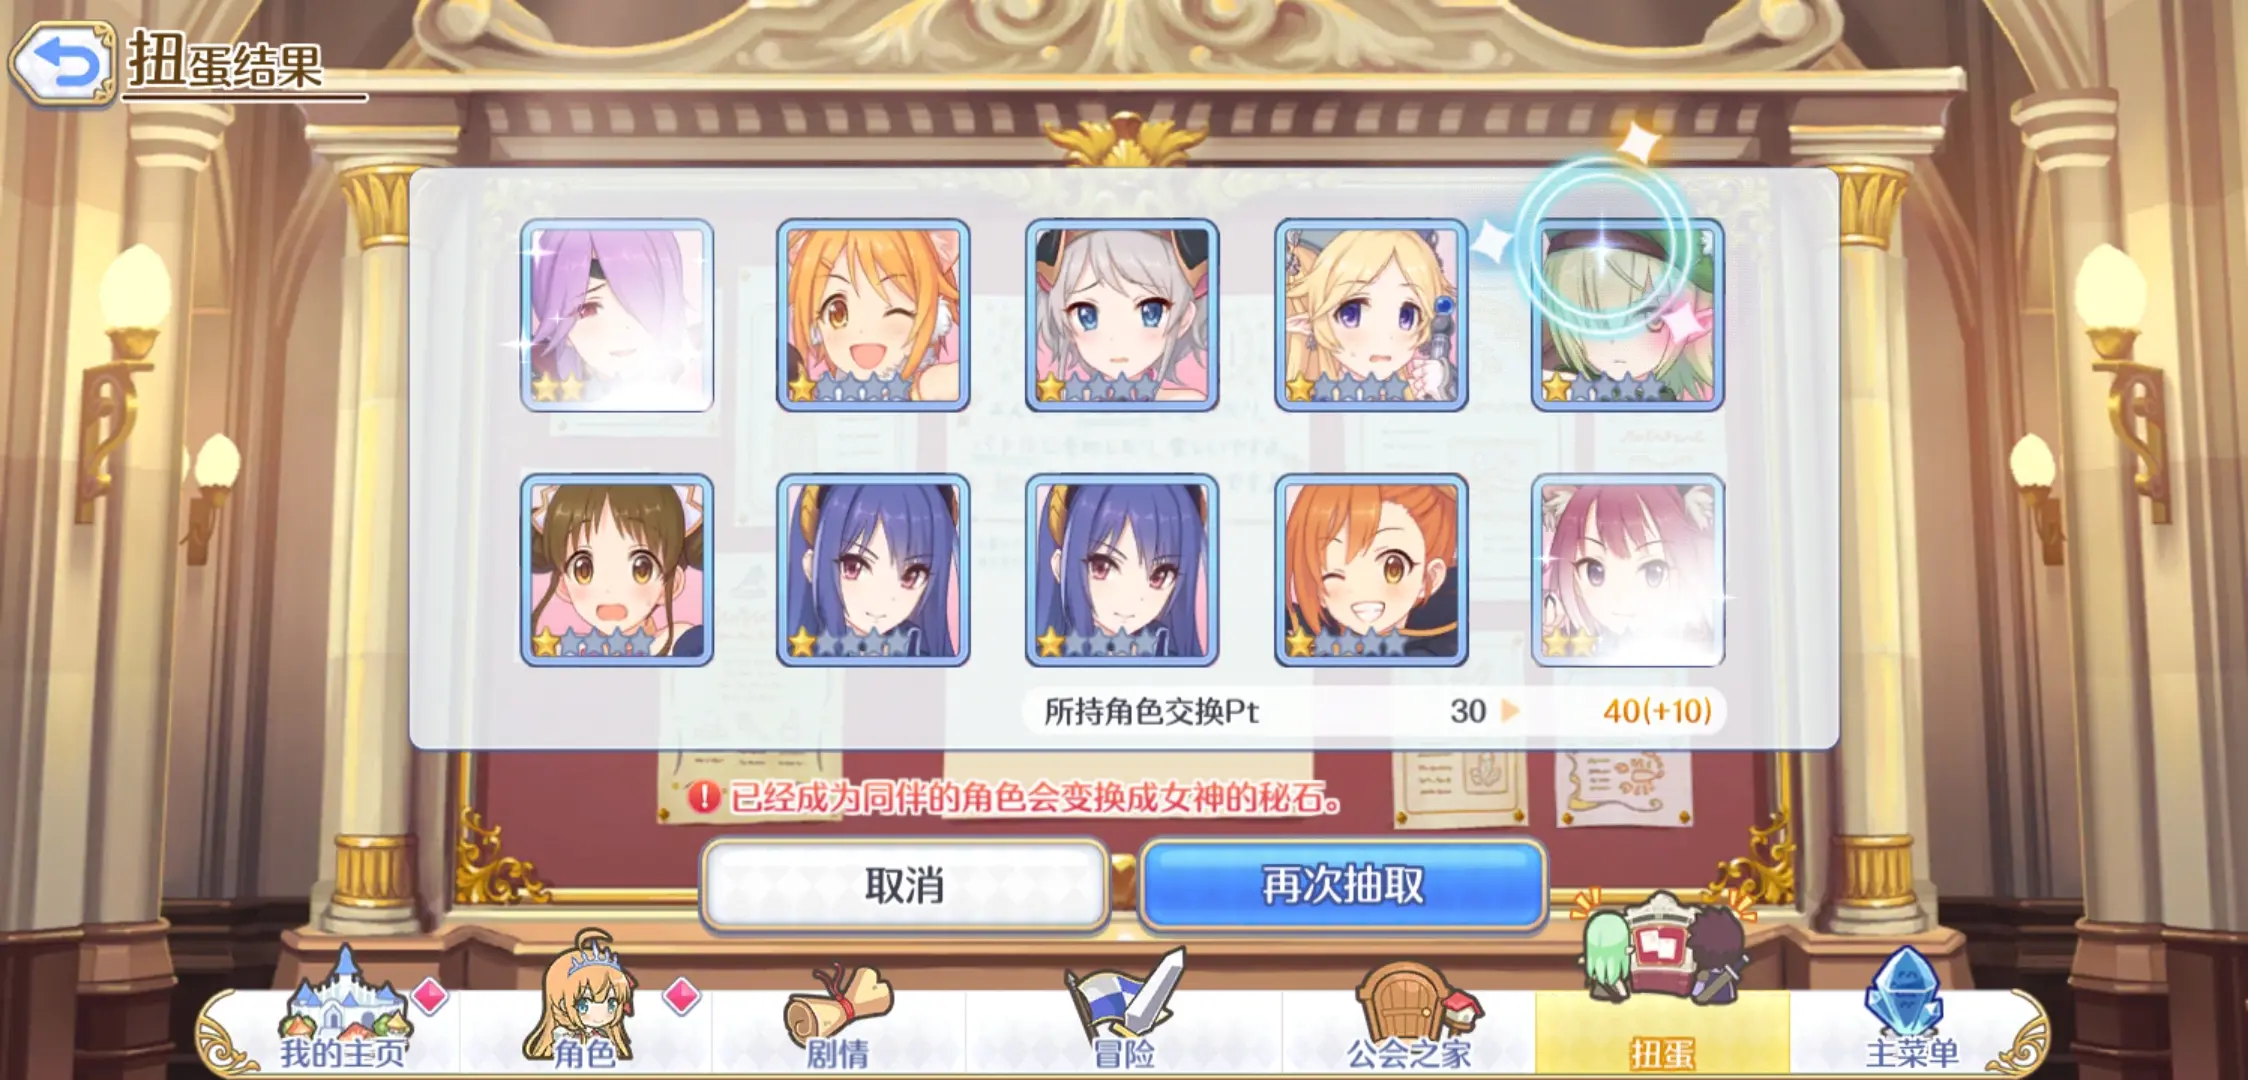 扭蛋结果
所持角色交换Pt 30 40(+10)
已经成为同伴的角色会变换成女神的秘石。
取消
再次抽取
我的主页
角色
剧情
冒险
公会之家
扭蛋
主菜单